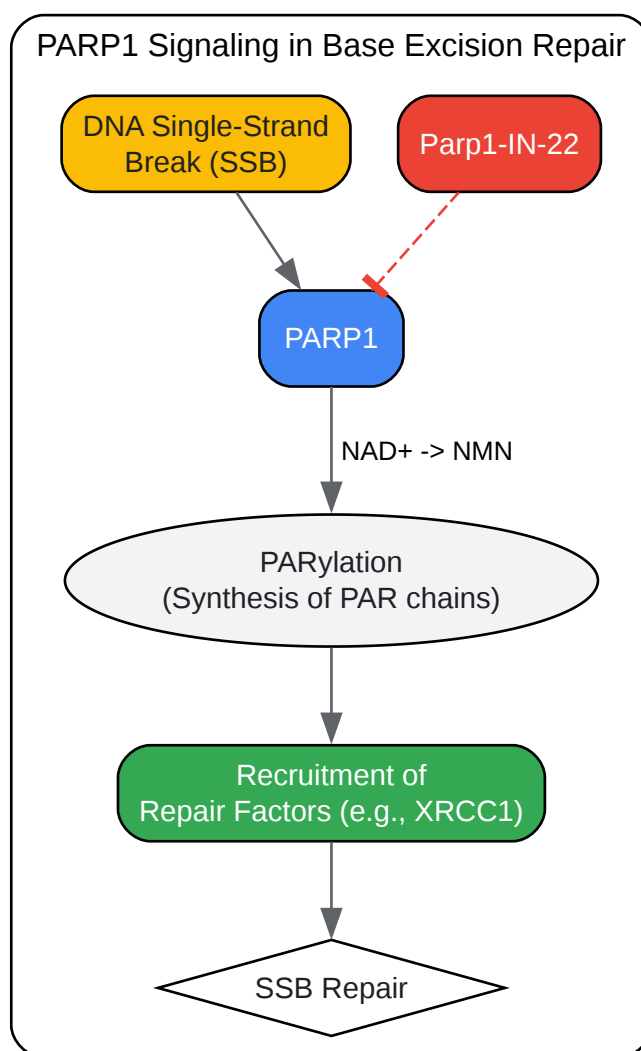 PARP1 Signaling in Base Excision Repair
DNA Single-Strand
Break (SSB)
Parp1-IN-22
PARP1
NAD+ -> NMN
PARylation
(Synthesis of PAR chains)
Recruitment of
Repair Factors (e.g., XRCC1)
SSB Repair